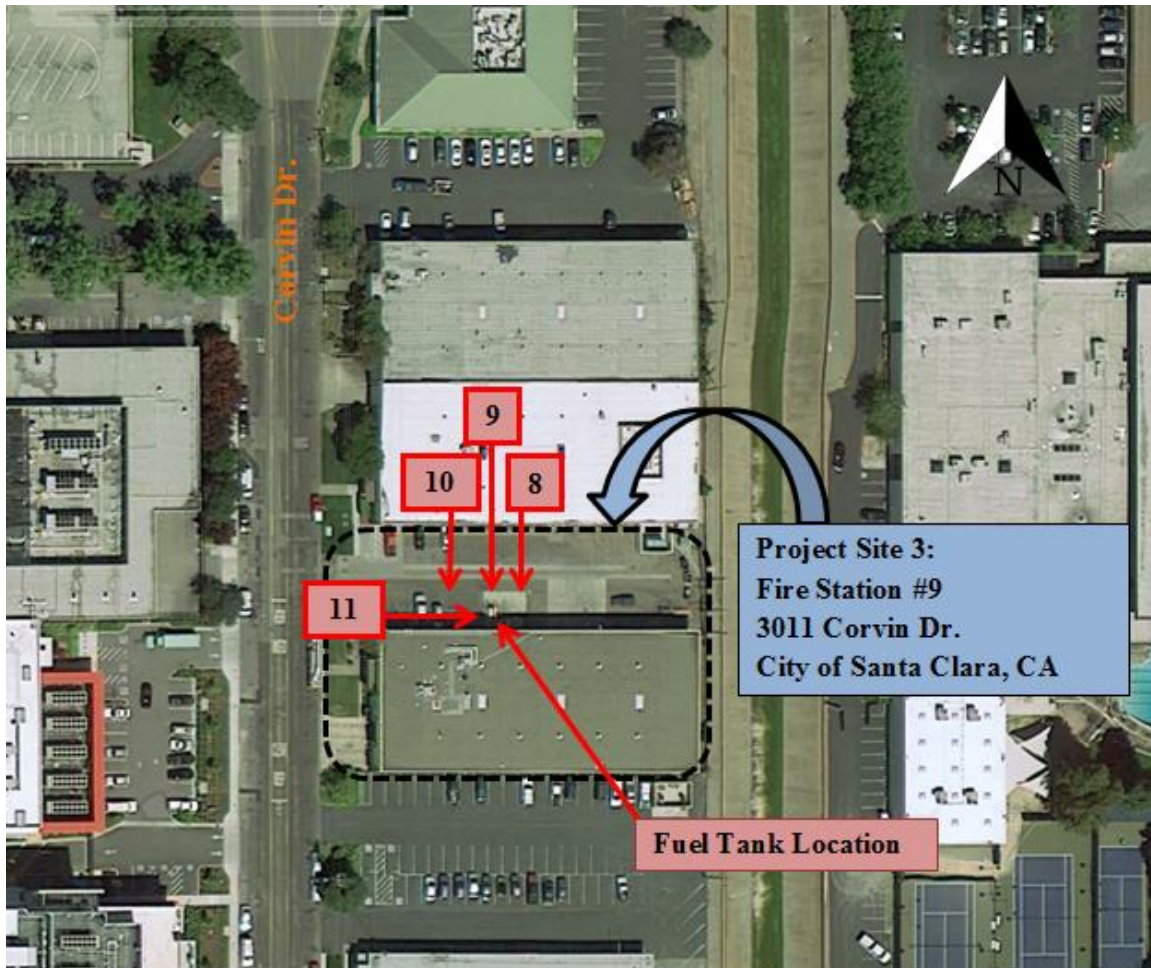 Corvin Dr.
N
9
10
8
11
Project Site 3:
Fire Station #9
3011 Corvin Dr.
City of Santa Clara, CA
Fuel Tank Location